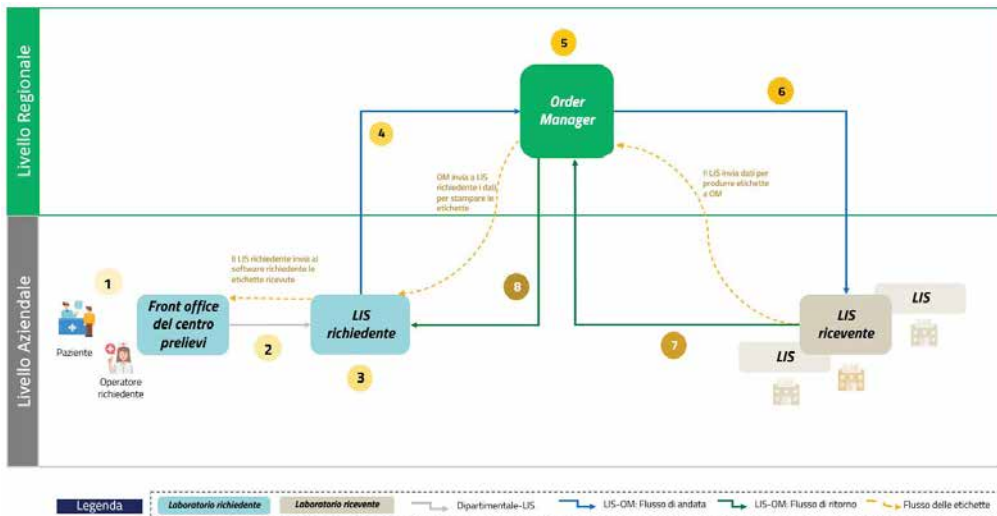 Livello Regionale
5
Order
Manager
6
4
OM invia a LIS
richiedente i dati
per stampare le
etichette
Il LIS invia dati per
produrre etichette
a OM
Livello Aziendale
Il LIS richiedente invia al
software richiedente le
etichette ricevute
1
Paziente
Operatore
richiedente
Front office
del centro
prelievi
2
LIS
richiedente
3
8
7
LIS
ricevente
LIS
LIS
Legenda
Laboratorio richiedente
Laboratorio ricevente
Dipartimentale-LIS
LIS-OM: Flusso di andata
LIS-OM: Flusso di ritorno
Flusso delle etichette